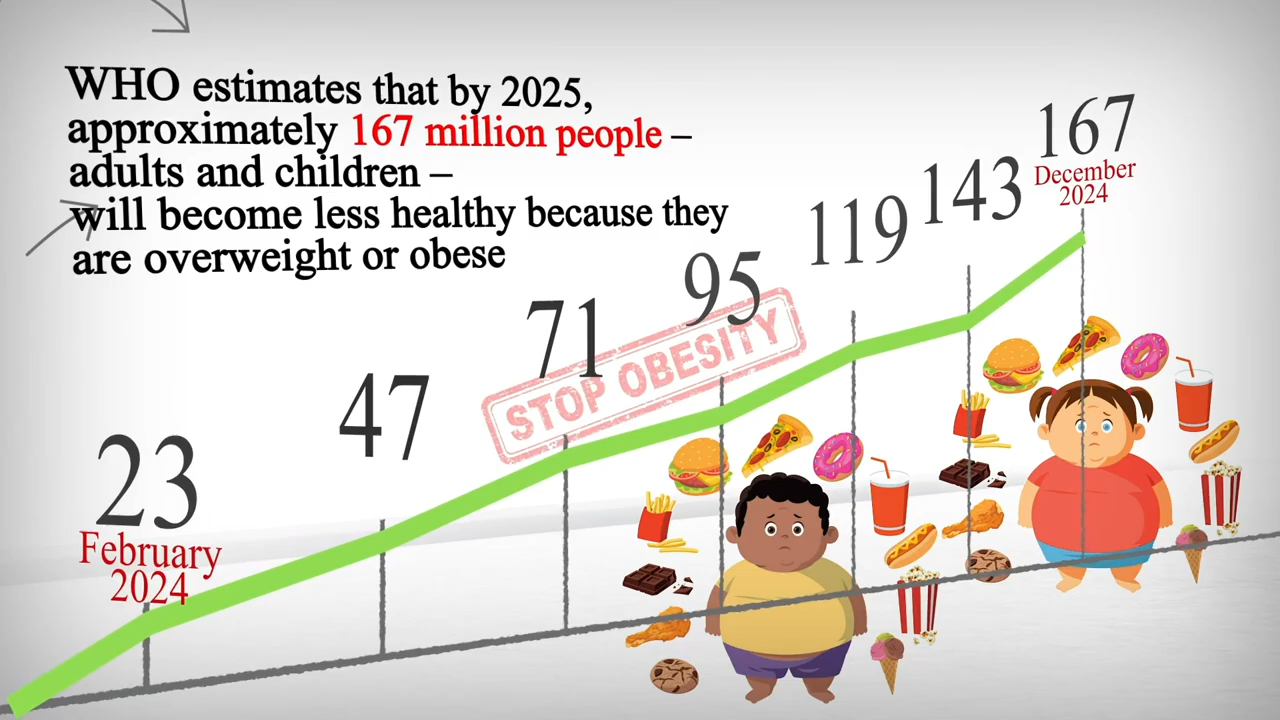 WHO estimates that by 2025,
approximately 167 million people –
adults and children –
will become less healthy because they
are overweight or obese
23
February
2024
47
71
95
119
143
167
December
2024
STOP OBESITY